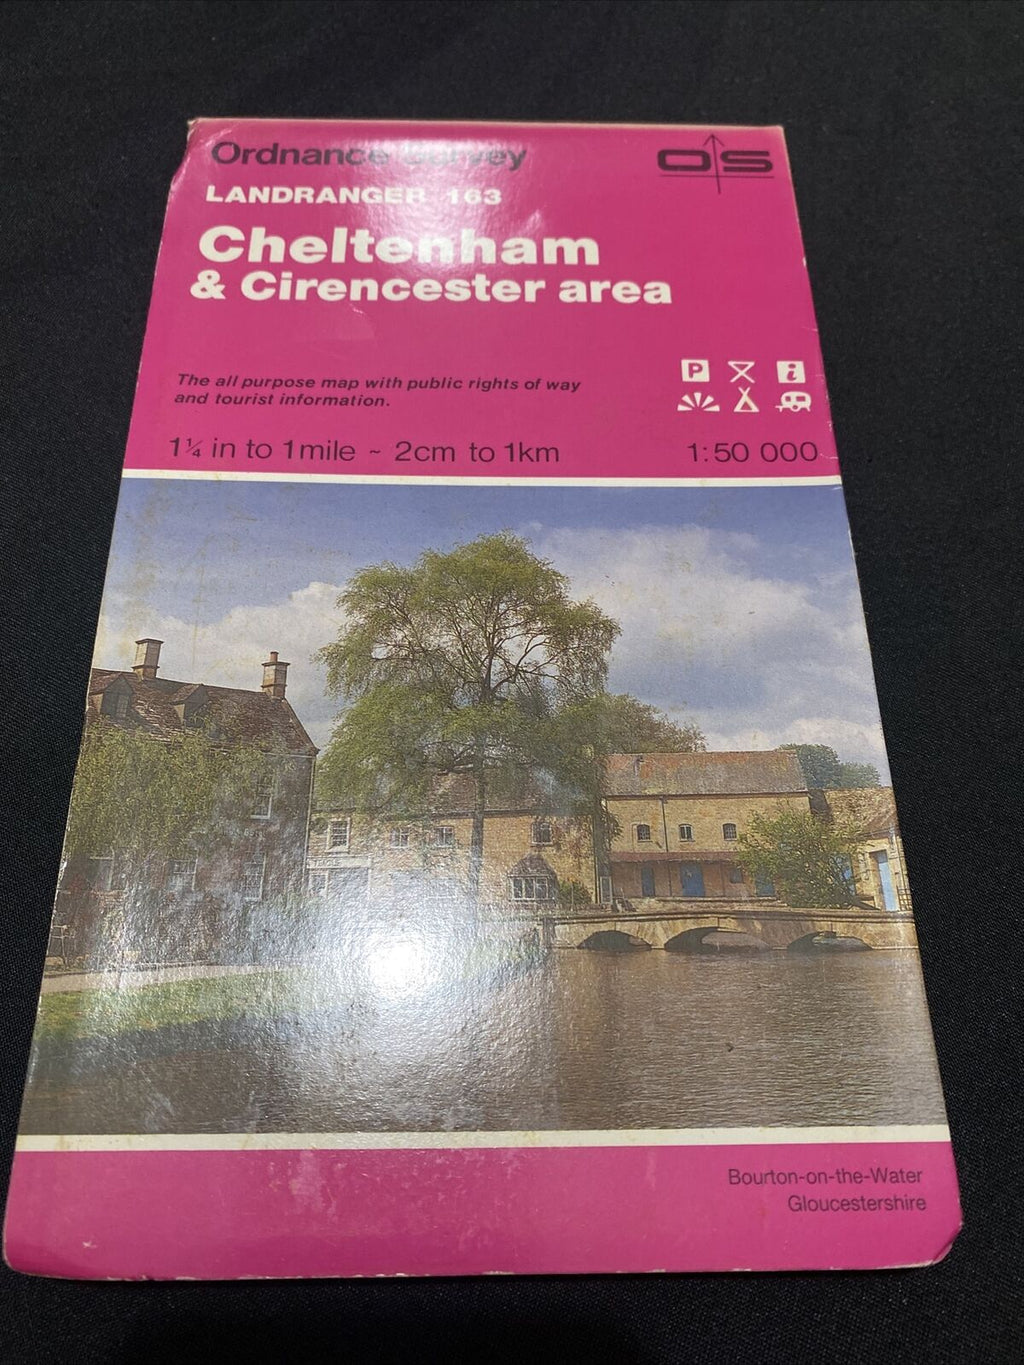 Ordnance Survey
OS
LANDRANGER 163
Cheltenham
& Cirencester area
P
i
The all purpose map with public rights of way
and tourist information.
1¼ in to 1mile ~ 2cm to 1km
1:50 000
Bourton-on-the-Water
Gloucestershire